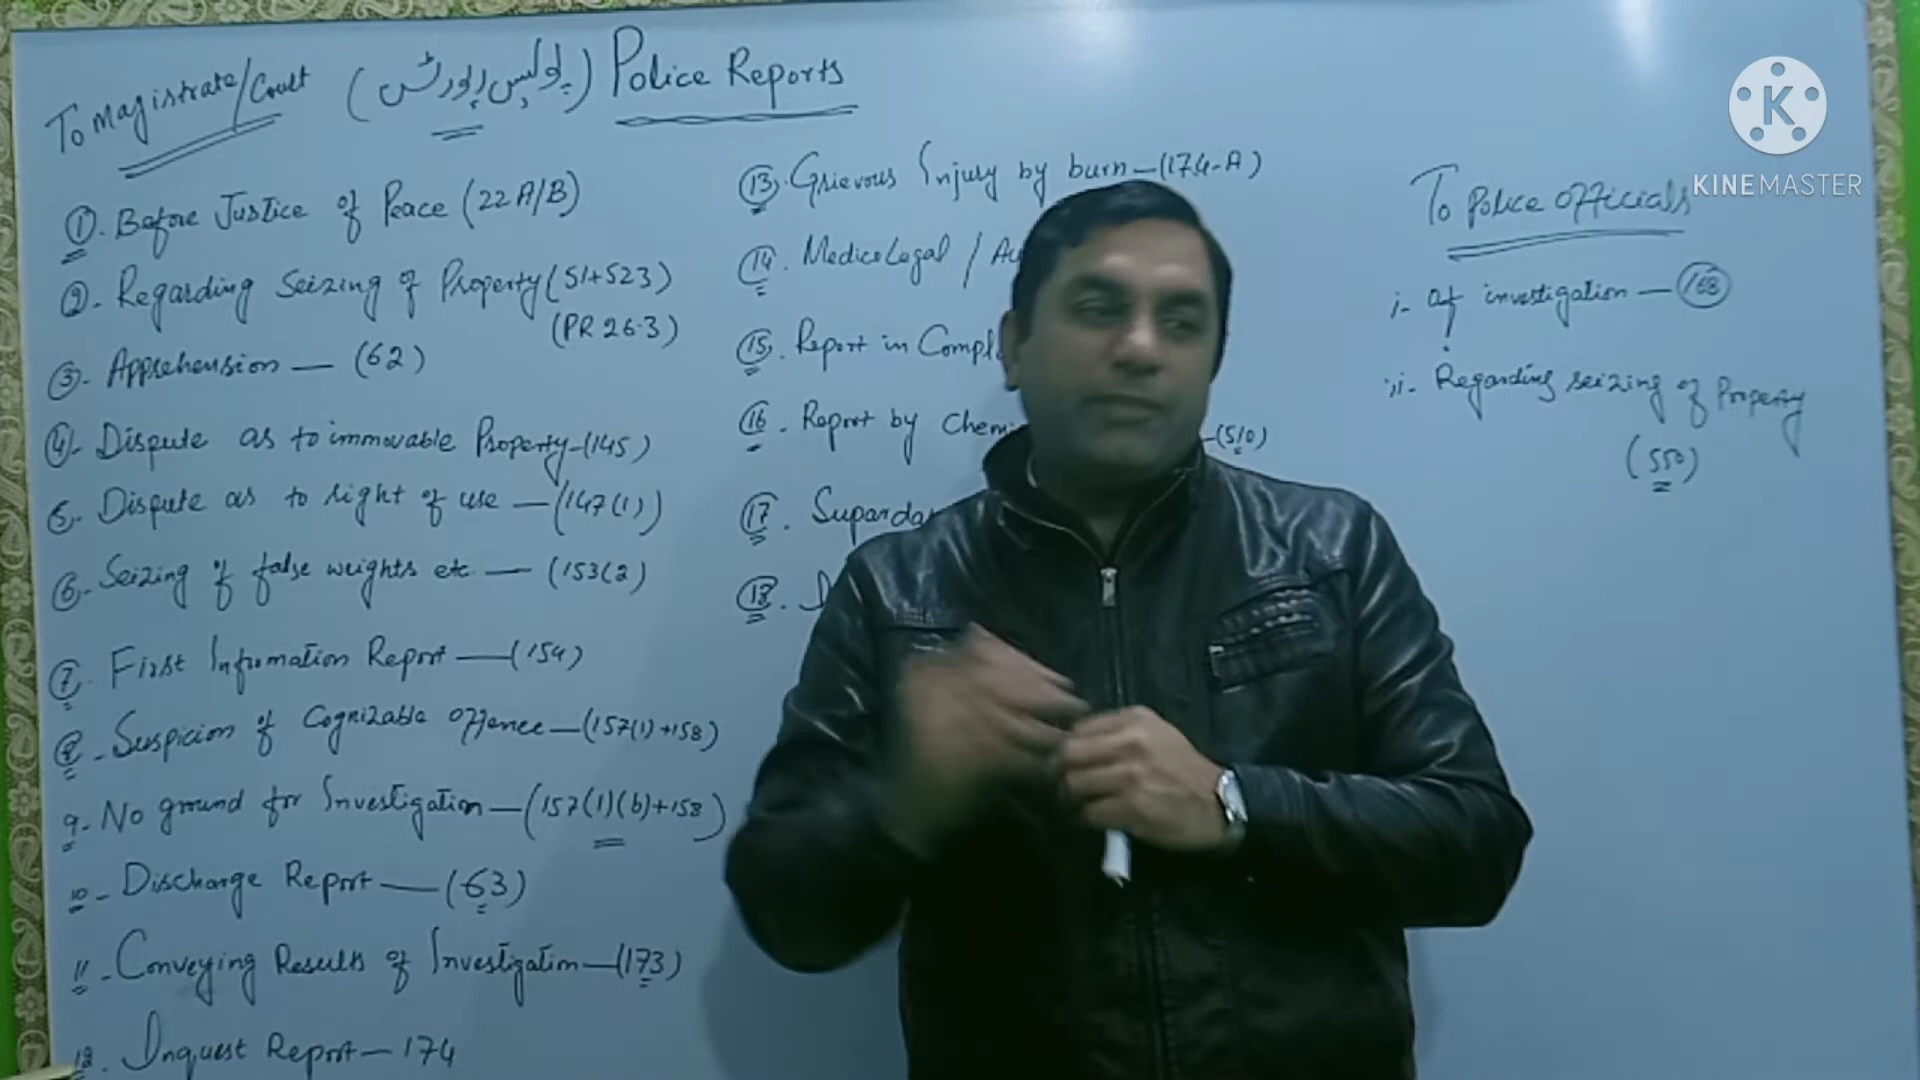 To Magistrate/Court (پولیس رپورٹس) Police Reports
①. Before Justice of Peace (22A/B)
②- Regarding Seizing of Property (51+523)
(PR 26.3)
③- Apprehension — (62)
④- Dispute as to immovable Property-(145)
⑤- Dispute as to right of use — (147(1))
⑥- Seizing of false weights etc — (153(2)
⑦. First Information Report — (154)
⑧- Suspicion of Cognizable offence — (157(1)+158)
9- No ground for Investigation — (157(1)(b)+158)
10- Discharge Report — (63)
11- Conveying Results of Investigation — (173)
12. Inquest Report — 174
⑬. Grievous Injury by burn — (174-A)
⑭. Medicolegal /
⑮. Report in
⑯. Report by (510)
⑰.
⑱.
To Police officials
i- Of investigation — (168)
ii- Regarding seizing of Property
(550)
KINEMASTER
K